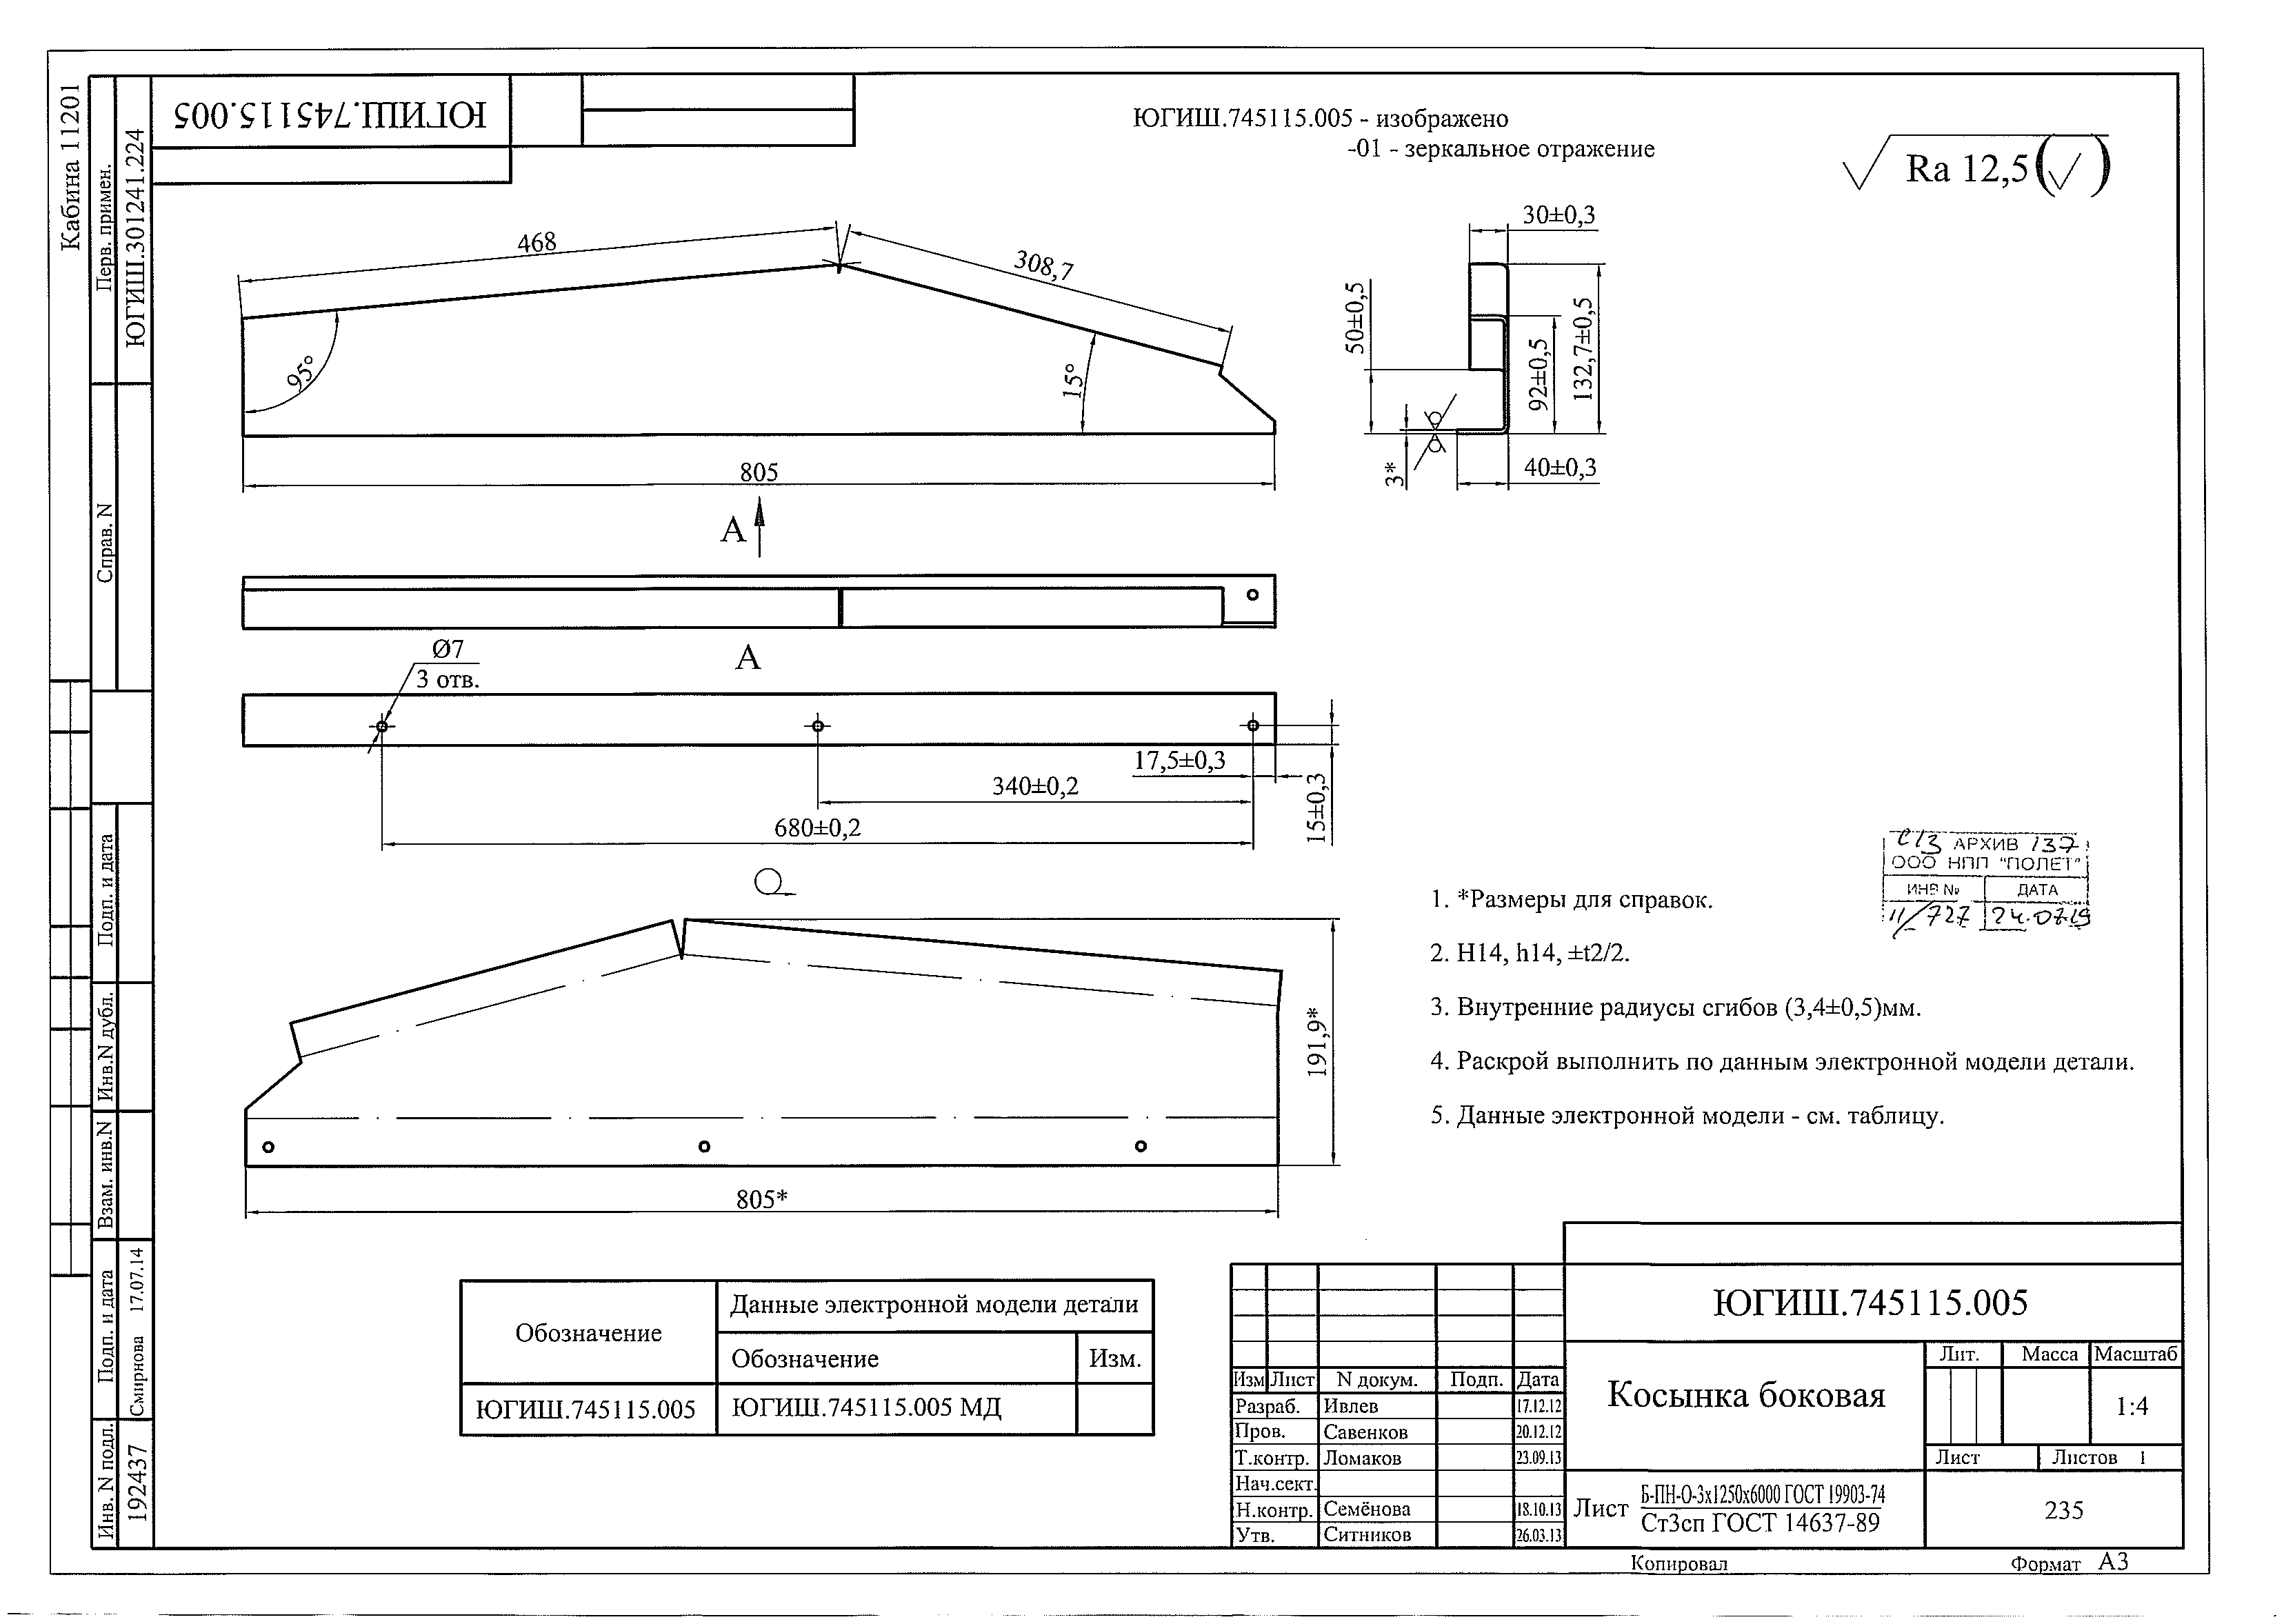 Кабина 11201
Перв. примен.
ЮГИШ.301241.224
Справ. N
Подп. и дата
Инв.N дубл.
Взам. инв.N
Подп. и дата
Смирнова 17.07.14
Инв. N подл.
192437
ЮГИШ.745115.005
ЮГИШ.745115.005 - изображено
-01 - зеркальное отражение
Ra 12,5
468
308,7
95°
15°
805
30±0,3
50±0,5
92±0,5
132,7±0,5
3*
40±0,3
А
А
Ø7
3 отв.
17,5±0,3
340±0,2
680±0,2
15±0,3
191,9*
805*
1. *Размеры для справок.
2. H14, h14, ±t2/2.
3. Внутренние радиусы сгибов (3,4±0,5)мм.
4. Раскрой выполнить по данным электронной модели детали.
5. Данные электронной модели - см. таблицу.
АРХИВ 137
ООО НПП "ПОЛЕТ"
ИНВ № ДАТА
11/727 24.07.19
Обозначение
Данные электронной модели детали
Обозначение Изм.
ЮГИШ.745115.005 ЮГИШ.745115.005 МД
ЮГИШ.745115.005
Косынка боковая
Лит. Масса Масштаб
1:4
Лист Листов 1
Изм Лист N докум. Подп. Дата
Разраб. Ивлев 17.12.12
Пров. Савенков 20.12.12
Т.контр. Ломаков 23.09.13
Нач.сект.
Н.контр. Семёнова 18.10.13
Утв. Ситников 26.03.13
Лист Б-ПН-О-3х1250х6000 ГОСТ 19903-74
Ст3сп ГОСТ 14637-89
235
Копировал
Формат А3